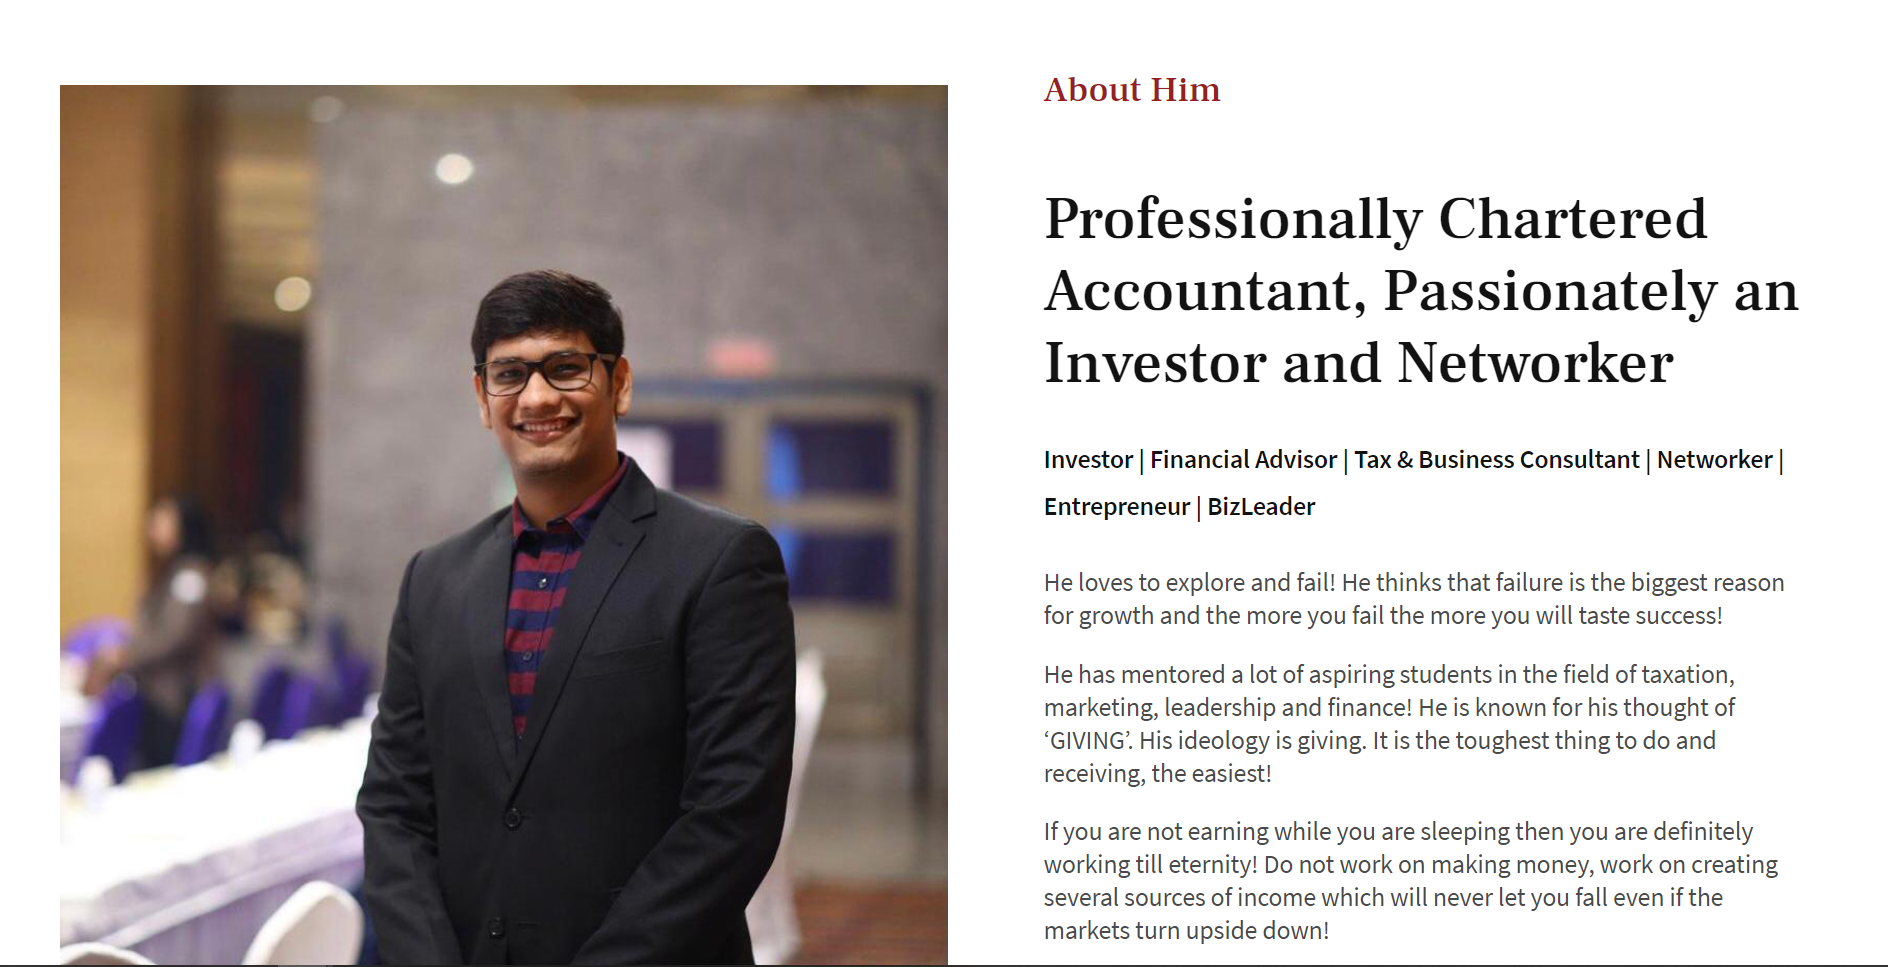 About Him
Professionally Chartered
Accountant, Passionately an
Investor and Networker
Investor | Financial Advisor | Tax & Business Consultant | Networker |
Entrepreneur | BizLeader
He loves to explore and fail! He thinks that failure is the biggest reason
for growth and the more you fail the more you will taste success!
He has mentored a lot of aspiring students in the field of taxation,
marketing, leadership and finance! He is known for his thought of
‘GIVING’. His ideology is giving. It is the toughest thing to do and
receiving, the easiest!
If you are not earning while you are sleeping then you are definitely
working till eternity! Do not work on making money, work on creating
several sources of income which will never let you fall even if the
markets turn upside down!